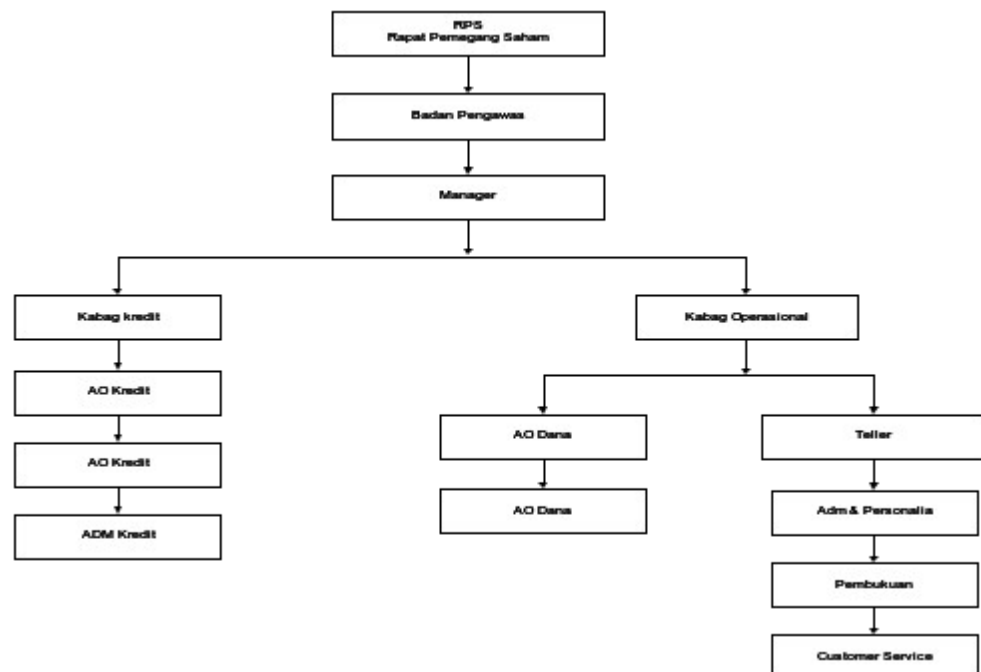 RPS
Rapat Pemegang Saham
Badan Pengawas
Manager
Kabag kredit
Kabag Operasional
AO Kredit
AO Dana
Teller
AO Kredit
AO Dana
Adm & Personalia
ADM Kredit
Pembukuan
Customer Service